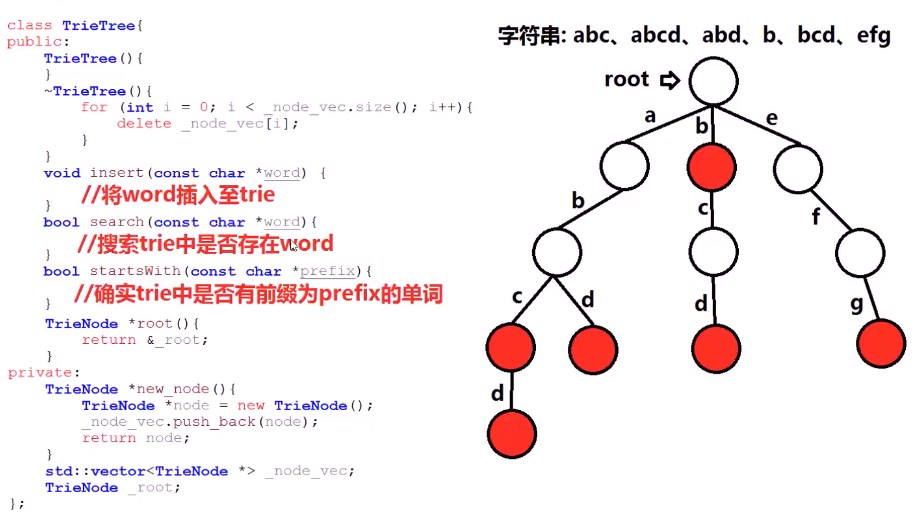 class TrieTree{
public:
TrieTree(){
}
~TrieTree(){
for (int i = 0; i < _node_vec.size(); i++){
delete _node_vec[i];
}
}
void insert(const char *word) {
//将word插入至trie
}
bool search(const char *word){
//搜索trie中是否存在word
}
bool startsWith(const char *prefix){
//确实trie中是否有前缀为prefix的单词
}
TrieNode *root(){
return &_root;
}
private:
TrieNode *new_node(){
TrieNode *node = new TrieNode();
_node_vec.push_back(node);
return node;
}
std::vector<TrieNode *> _node_vec;
TrieNode _root;
};
字符串: abc、abcd、abd、b、bcd、efg
root ⇨
a b e
b c f
c d d g
d